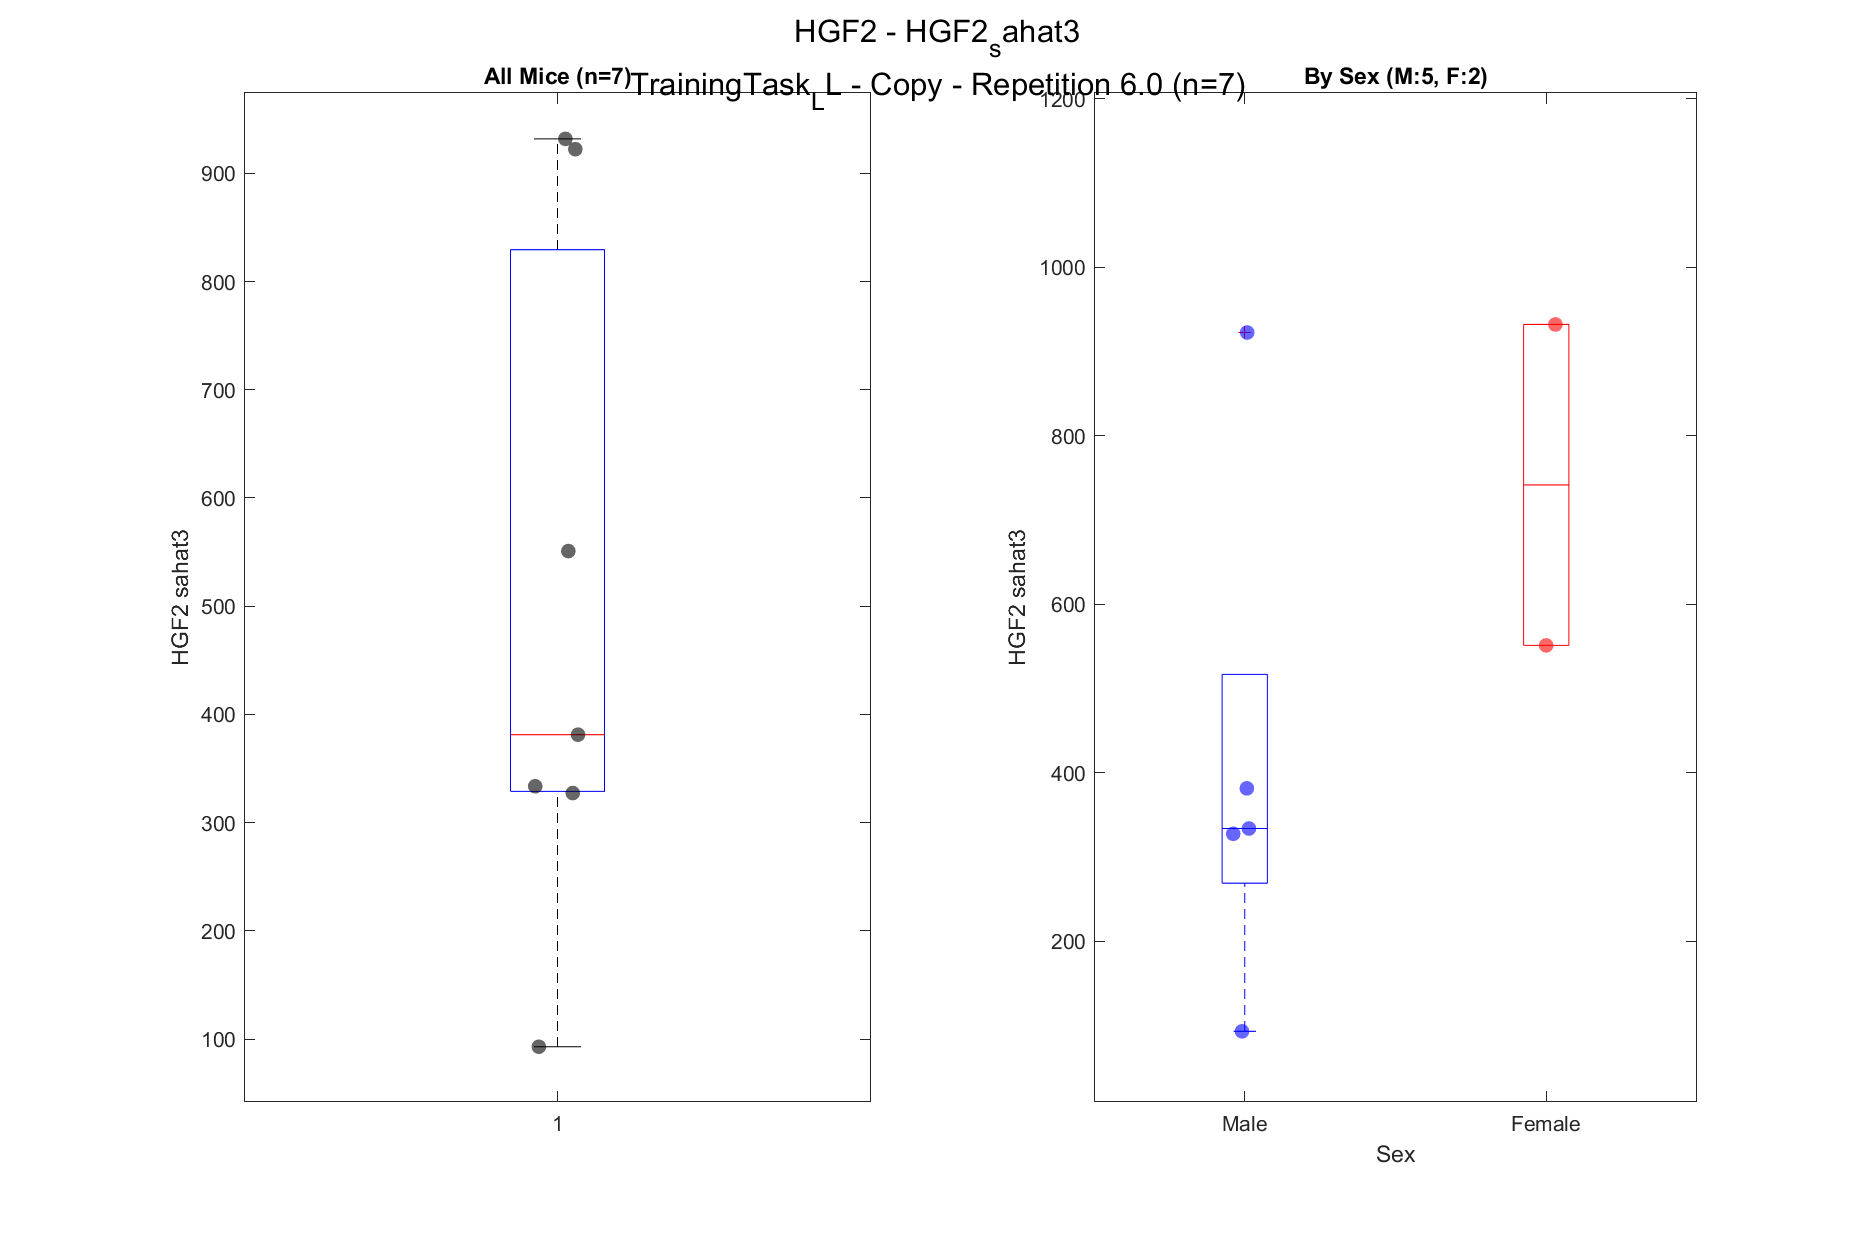 HGF2 - HGF2sahat3
TrainingTaskLL - Copy - Repetition 6.0 (n=7)
All Mice (n=7)
HGF2 sahat3
900
800
700
600
500
400
300
200
100
1
By Sex (M:5, F:2)
HGF2 sahat3
1200
1000
800
600
400
200
Male
Female
Sex